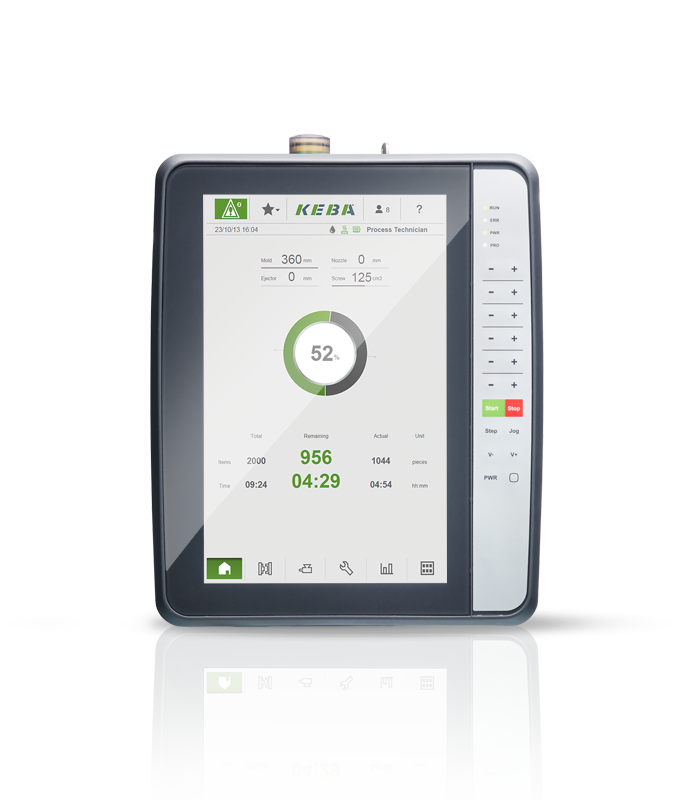 0 KEBA 8 ?
23/10/13 16:04 Process Technician
Mold 360 mm Nozzle 0 mm
Ejector 0 mm Screw 125 cm3
52 %
Total Remaining Actual Unit
Items 2000 956 1044 pieces
Time 09:24 04:29 04:54 hh mm
RUN
ERR
PWR
PRO
- +
- +
- +
- +
- +
- +
Start Stop
Step Jog
V- V+
PWR